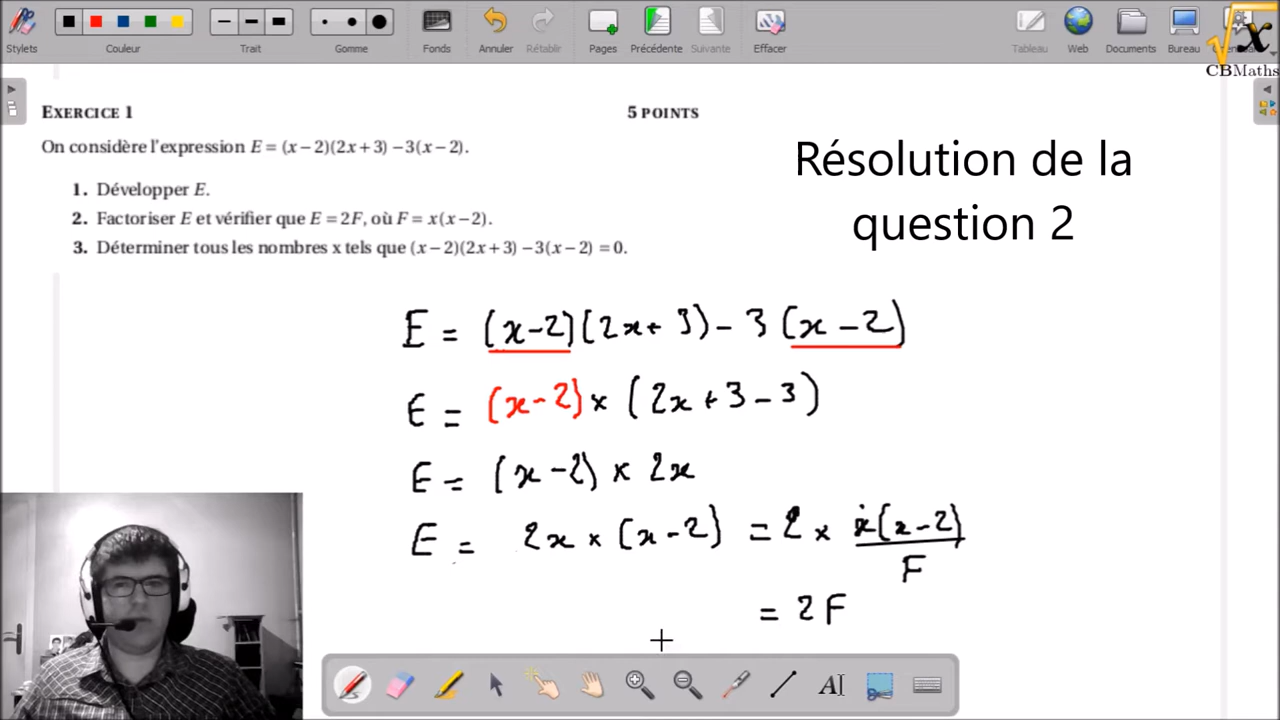 Stylets Couleur Trait Gomme Fonds Annuler Rétablir Pages Précédente Suivante Effacer Tableau Web Documents Bureau
CBMaths
EXERCICE 1 5 POINTS
On considère l'expression E = (x − 2)(2x + 3) − 3(x − 2).
1. Développer E.
2. Factoriser E et vérifier que E = 2F, où F = x(x − 2).
3. Déterminer tous les nombres x tels que (x − 2)(2x + 3) − 3(x − 2) = 0.
Résolution de la
question 2
E = (x-2)(2x+3) - 3(x-2)
E = (x-2) × (2x+3-3)
E = (x-2) × 2x
E = 2x × (x-2) = 2 × x(x-2)
F
= 2F
AI